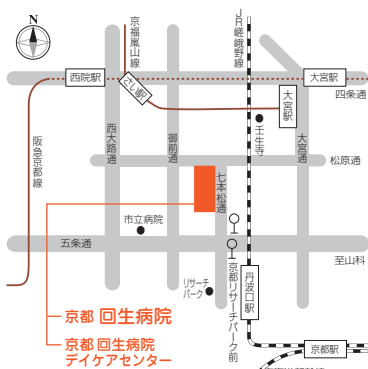 N
京福嵐山線
JR嵯峨野線
西院駅
さい駅
大宮駅
四条通
大宮駅
阪急京都線
西大路通
御前通
壬生寺
大宮通
松原通
七本松通
市立病院
五条通
至山科
リサーチ
パーク
京都リサーチパーク前
丹波口駅
京都 回生病院
京都駅
京都 回生病院
デイケアセンター